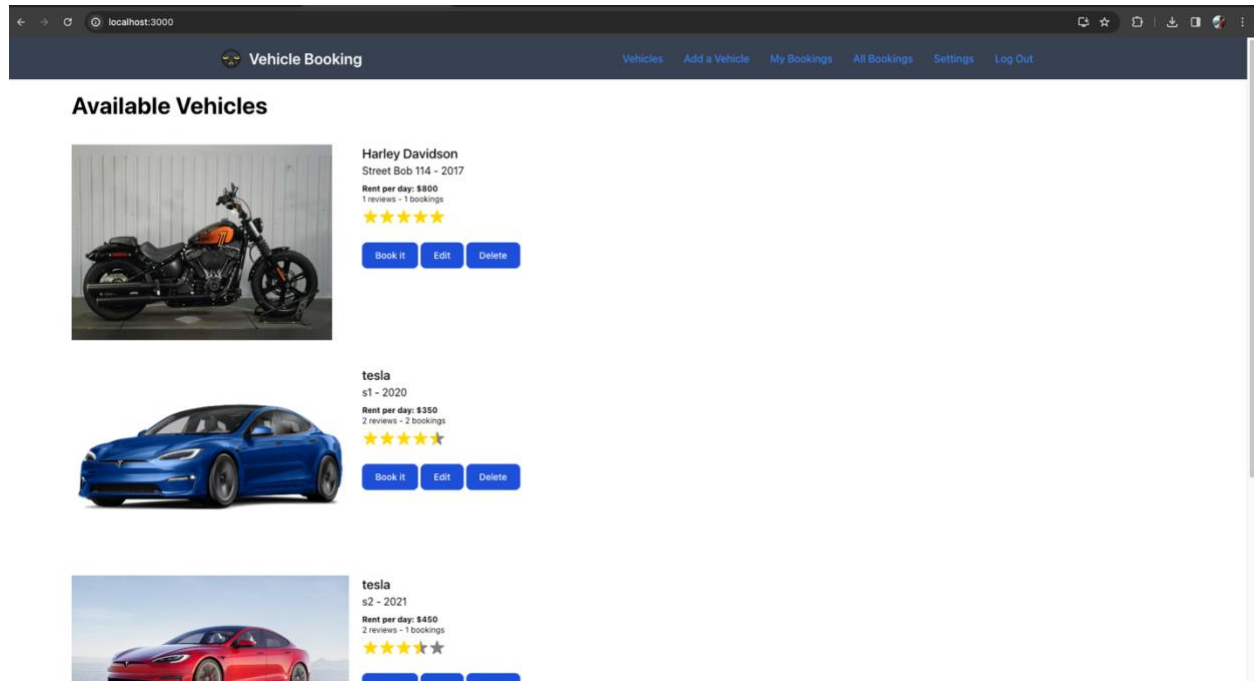 localhost:3000
Vehicle Booking
Vehicles Add a Vehicle My Bookings All Bookings Settings Log Out
Available Vehicles
Harley Davidson
Street Bob 114 - 2017
Rent per day: $800
1 reviews - 1 bookings
Book it Edit Delete
tesla
s1 - 2020
Rent per day: $350
2 reviews - 2 bookings
Book it Edit Delete
tesla
s2 - 2021
Rent per day: $450
2 reviews - 1 bookings